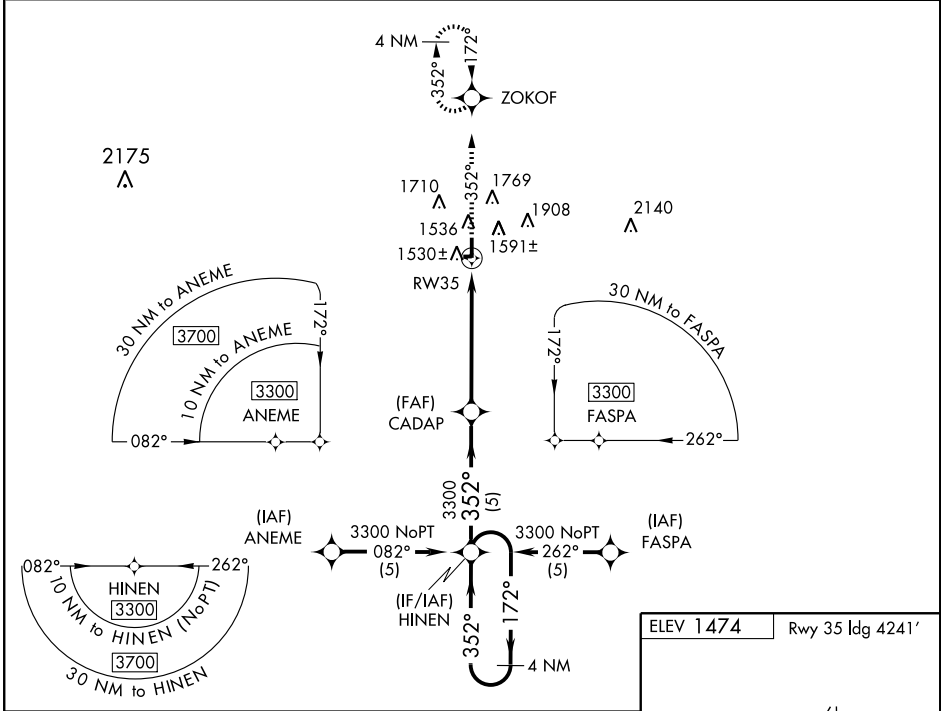 4 NM
172°
352°
ZOKOF
2175
1710
352°
1769
1536
1908
2140
1530±
1591±
RW35
30 NM to ANEME
3700
172°
10 NM to ANEME
3300
ANEME
082°
30 NM to FASPA
172°
3300
FASPA
262°
(FAF)
CADAP
3300
352°
(5)
(IAF)
ANEME
3300 NoPT
082°
(5)
3300 NoPT
262°
(5)
(IAF)
FASPA
(IF/IAF)
HINEN
352°
172°
4 NM
082°
262°
HINEN
3300
10 NM to HINEN (NoPT)
3700
30 NM to HINEN
ELEV 1474
Rwy 35 ldg 4241'